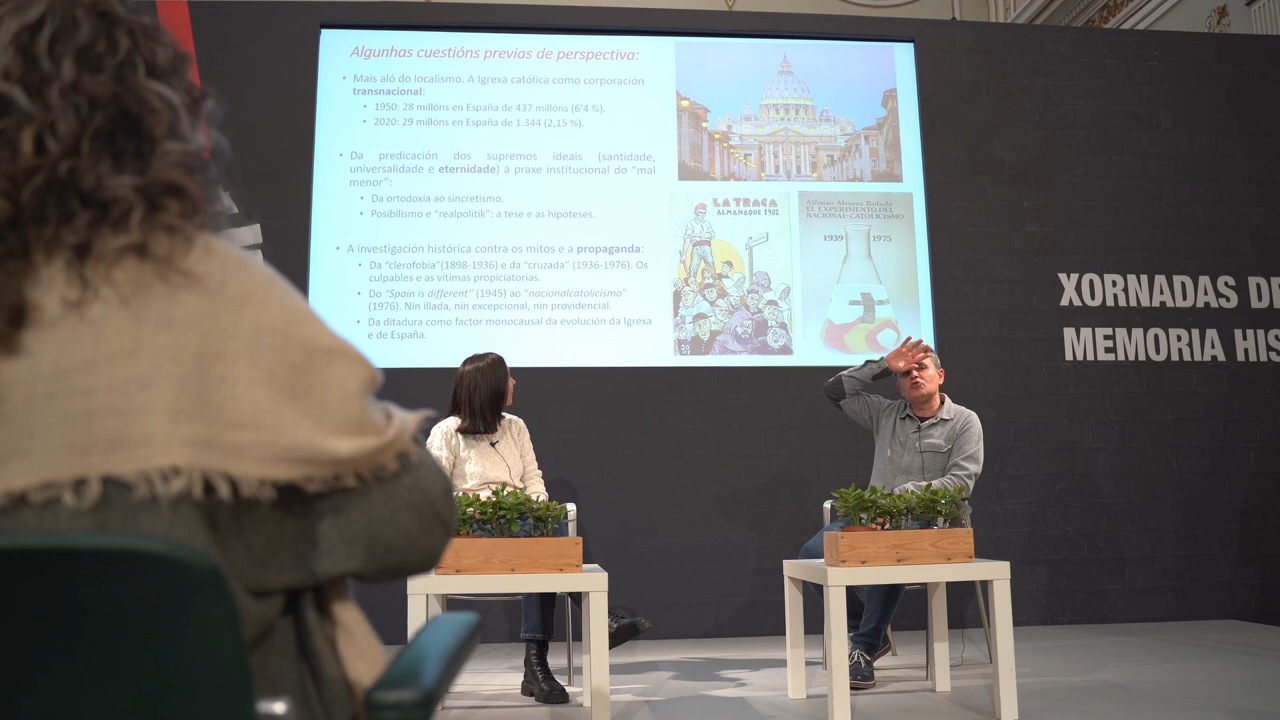 Algunhas cuestións previas de perspectiva:
• Mais aló do localismo. A Igrexa católica como corporación
transnacional:
• 1950: 28 millóns en España de 437 millóns (6'4 %).
• 2020: 29 millóns en España de 1.344 (2,15 %).
• Da predicación dos supremos ideais (santidade,
universalidade e eternidade) á praxe institucional do "mal
menor":
• Da ortodoxia ao sincretismo.
• Posibilismo e "realpolitik": a tese e as hipóteses.
• A investigación histórica contra os mitos e a propaganda:
• Da "clerofobia"(1898-1936) e da "cruzada" (1936-1976). Os
culpables e as vítimas propiciatorias.
• Do "Spain is different" (1945) ao "nacionalcatolicismo"
(1976). Nin illada, nin excepcional, nin providencial.
• Da ditadura como factor monocausal da evolución da Igrexa
e de España.
LA TRACA
ALMANAQUE 1932
Alfonso Alvarez Bolado
EL EXPERIMENTO DEL
NACIONAL-CATOLICISMO
1939 1975
XORNADAS DE
MEMORIA HIS